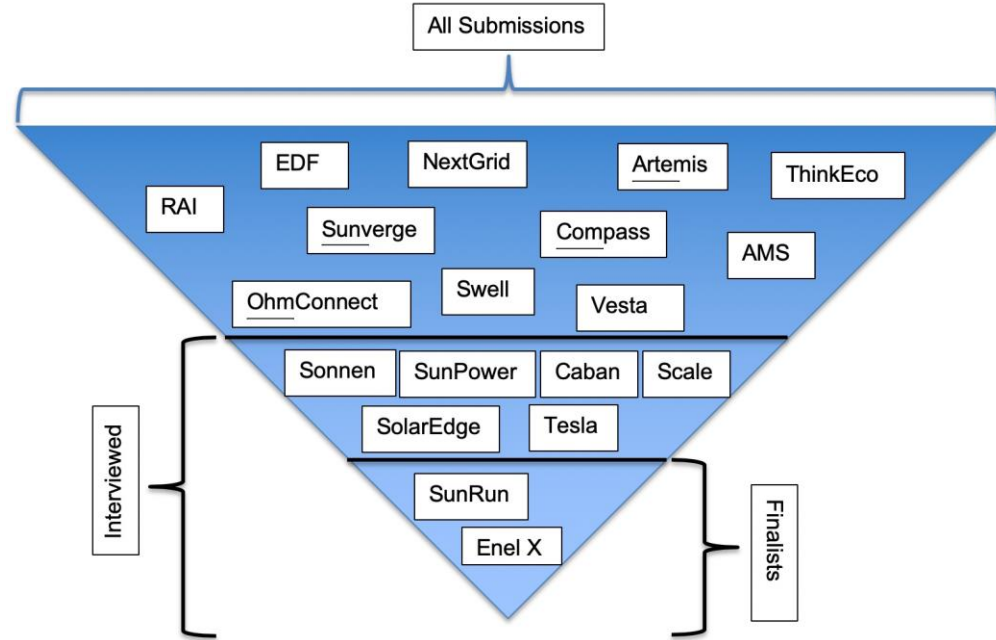 All Submissions
EDF
NextGrid
Artemis
ThinkEco
RAI
Sunverge
Compass
AMS
OhmConnect
Swell
Vesta
Sonnen
SunPower
Caban
Scale
SolarEdge
Tesla
Interviewed
SunRun
Enel X
Finalists